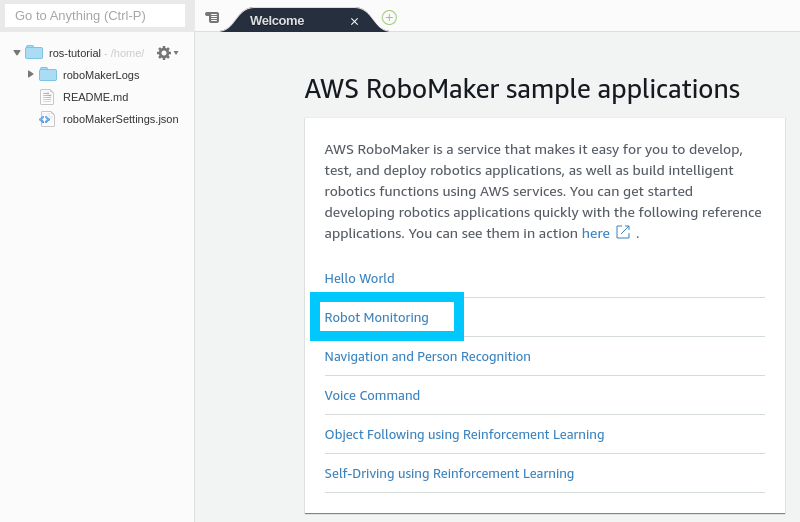 Go to Anything (Ctrl-P)
Welcome
ros-tutorial - /home/
roboMakerLogs
README.md
roboMakerSettings.json
AWS RoboMaker sample applications
AWS RoboMaker is a service that makes it easy for you to develop,
test, and deploy robotics applications, as well as build intelligent
robotics functions using AWS services. You can get started
developing robotics applications quickly with the following reference
applications. You can see them in action here .
Hello World
Robot Monitoring
Navigation and Person Recognition
Voice Command
Object Following using Reinforcement Learning
Self-Driving using Reinforcement Learning